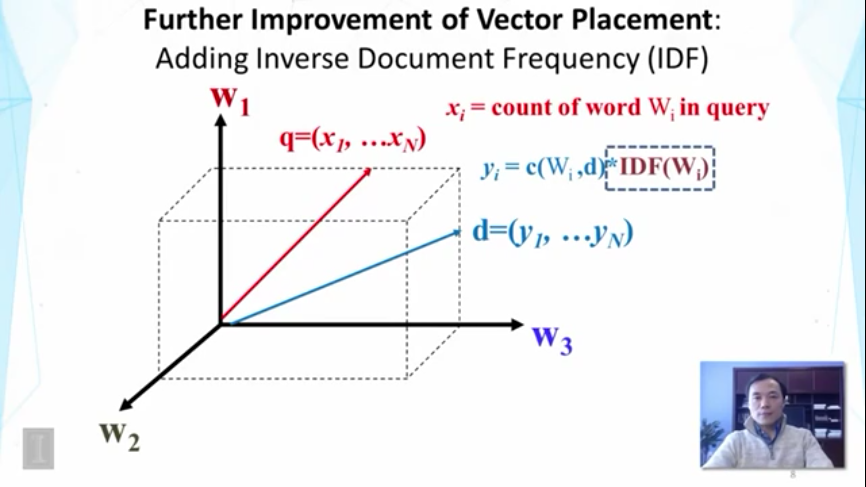 Further Improvement of Vector Placement:
Adding Inverse Document Frequency (IDF)
W1
xi = count of word Wi in query
q=(x1, …xN)
yi = c(Wi ,d)*IDF(Wi)
d=(y1, …yN)
W3
W2
I
8